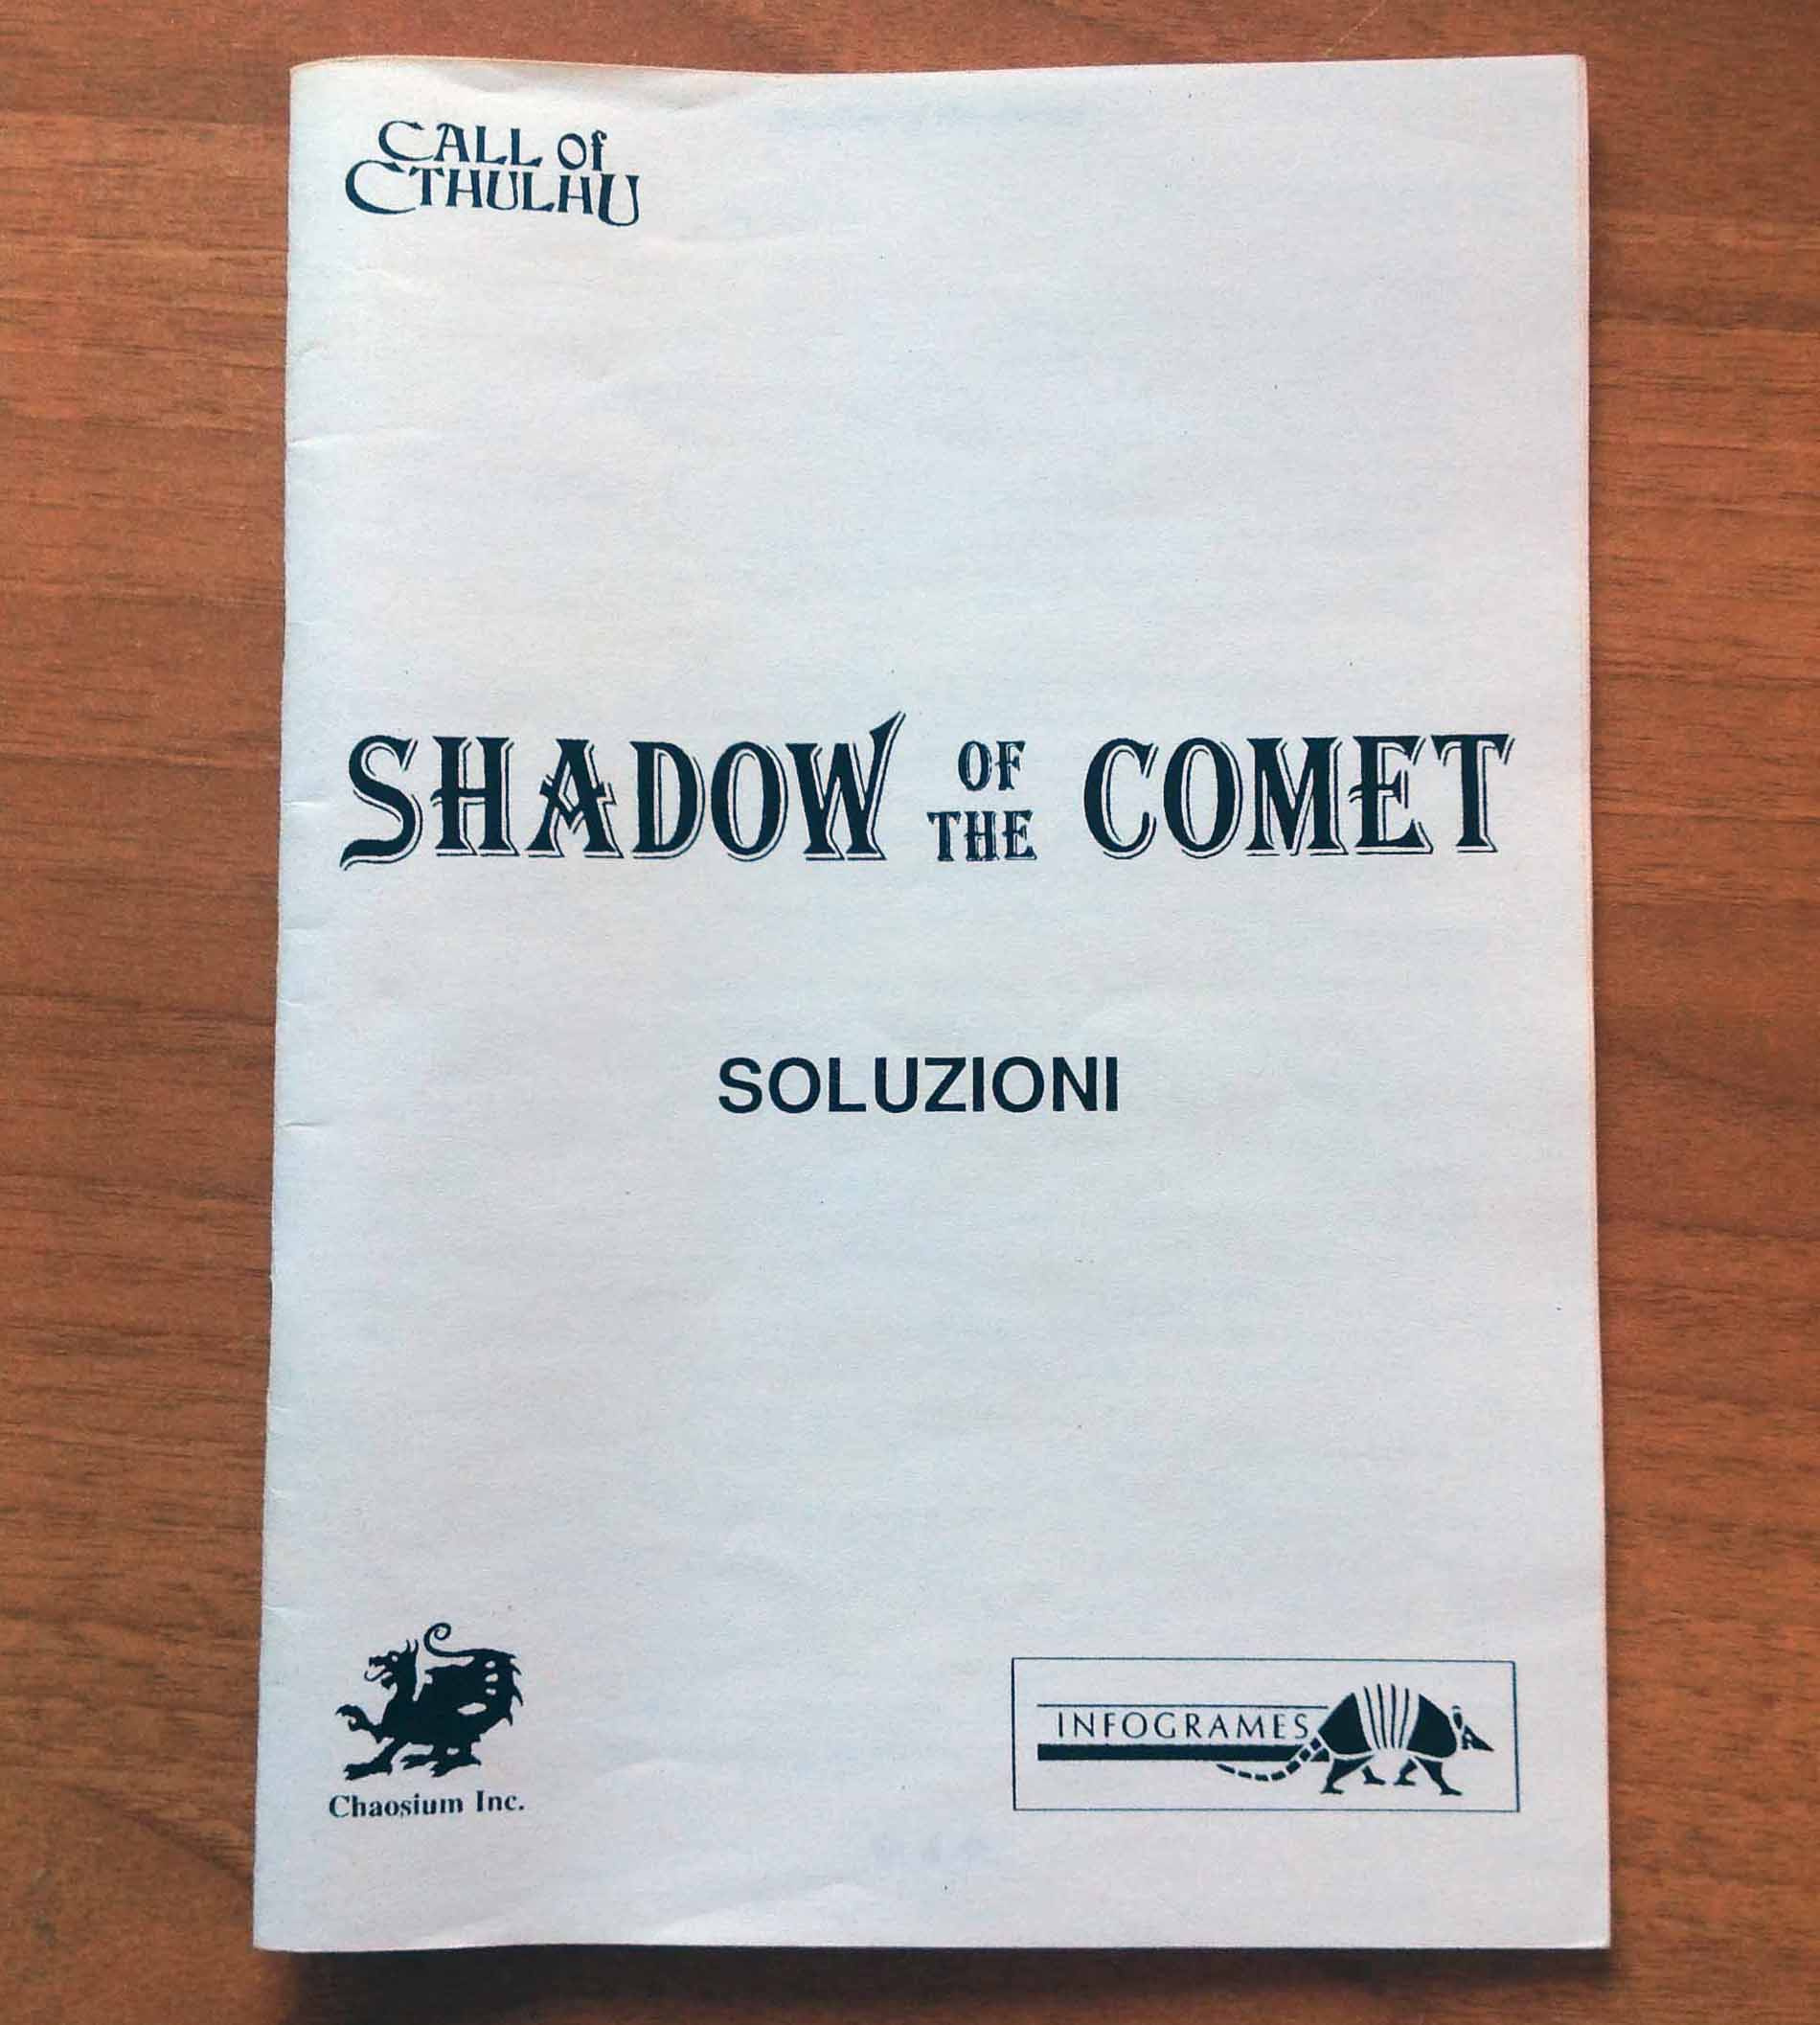 CALL Of
CTHULHU
SHADOW OF THE COMET
SOLUZIONI
Chaosium Inc.
INFOGRAMES